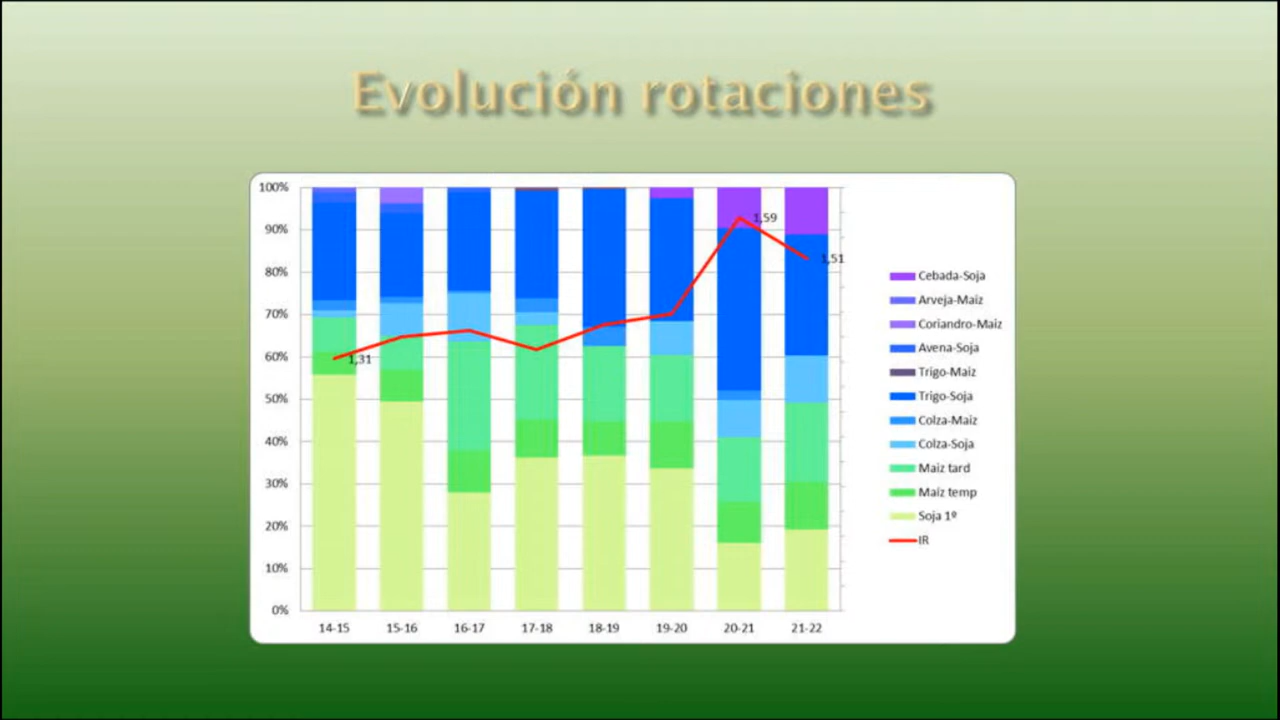 Evolución rotaciones
100%
90%
80%
70%
60%
50%
40%
30%
20%
10%
0%
1,31
1,59
1,51
14-15 15-16 16-17 17-18 18-19 19-20 20-21 21-22
Cebada-Soja
Arveja-Maiz
Coriandro-Maiz
Avena-Soja
Trigo-Maiz
Trigo-Soja
Colza-Maiz
Colza-Soja
Maiz tard
Maiz temp
Soja 1º
IR